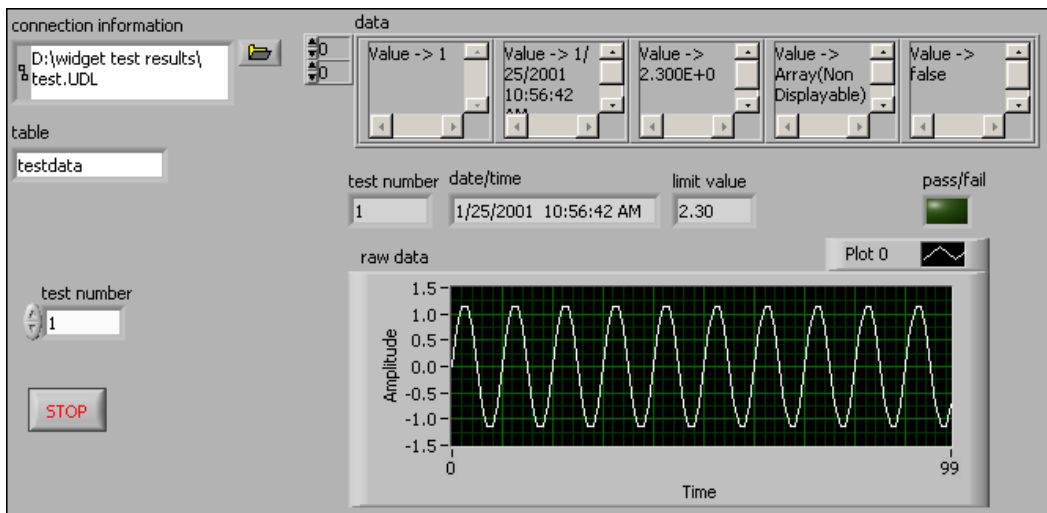 connection information
D:\widget test results\
test.UDL
table
testdata
test number
1
STOP
data
0
0
Value -> 1
Value -> 1/
25/2001
10:56:42
AM
Value ->
2.300E+0
Value ->
Array(Non
Displayable)
Value ->
false
test number
1
date/time
1/25/2001 10:56:42 AM
limit value
2.30
pass/fail
raw data
Plot 0
Amplitude
1.5
1.0
0.5
0.0
-0.5
-1.0
-1.5
0
99
Time